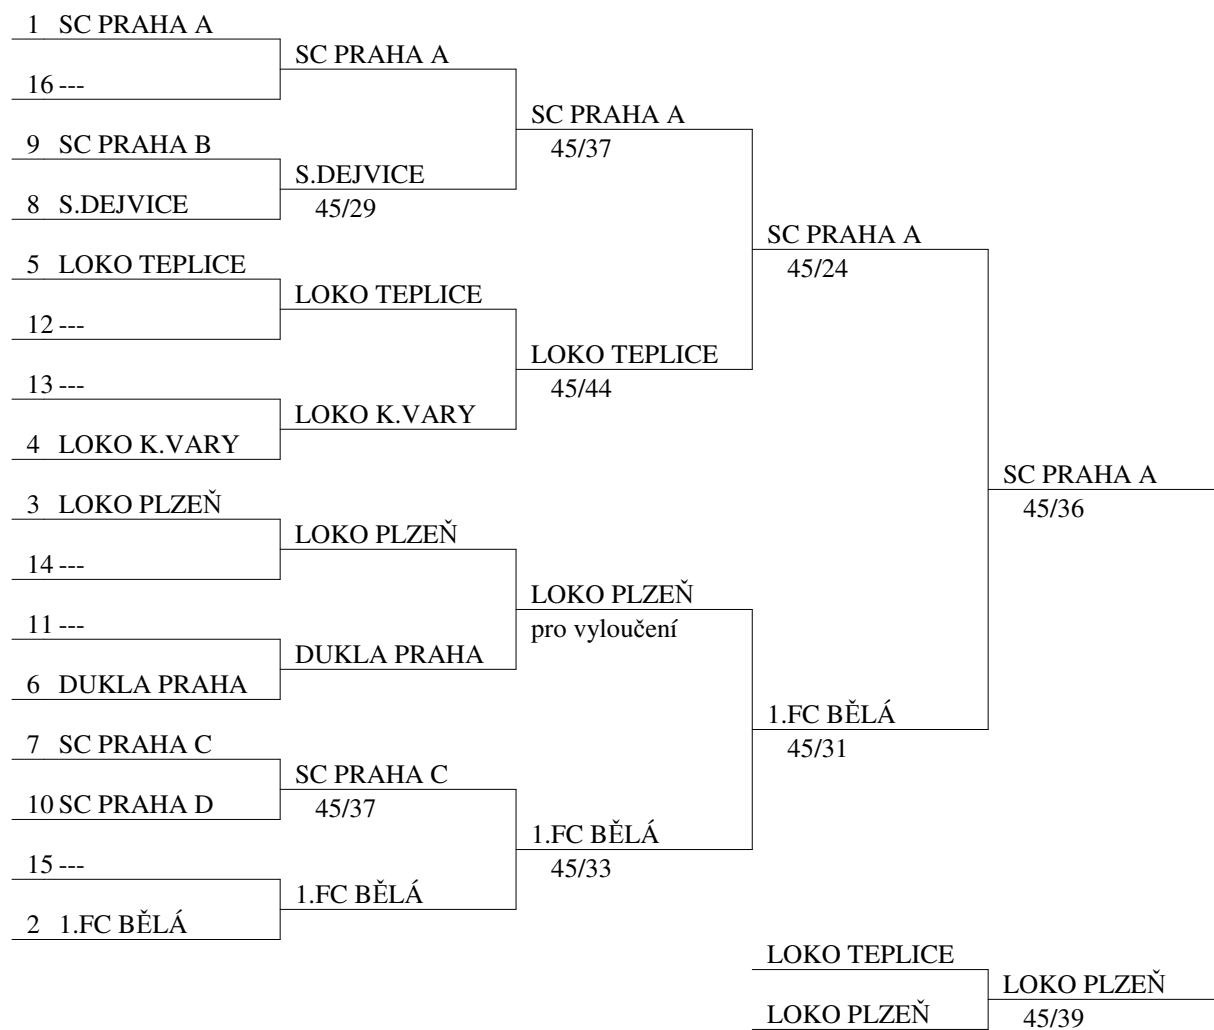 1 SC PRAHA A
SC PRAHA A
16 ---
SC PRAHA A
45/37
9 SC PRAHA B
S.DEJVICE
45/29
8 S.DEJVICE
SC PRAHA A
45/24
5 LOKO TEPLICE
LOKO TEPLICE
12 ---
LOKO TEPLICE
45/44
13 ---
LOKO K.VARY
4 LOKO K.VARY
SC PRAHA A
45/36
3 LOKO PLZEŇ
LOKO PLZEŇ
14 ---
LOKO PLZEŇ
pro vyloučení
11 ---
DUKLA PRAHA
6 DUKLA PRAHA
1.FC BĚLÁ
45/31
7 SC PRAHA C
SC PRAHA C
45/37
10 SC PRAHA D
1.FC BĚLÁ
45/33
15 ---
1.FC BĚLÁ
2 1.FC BĚLÁ
LOKO TEPLICE
LOKO PLZEŇ
45/39
LOKO PLZEŇ